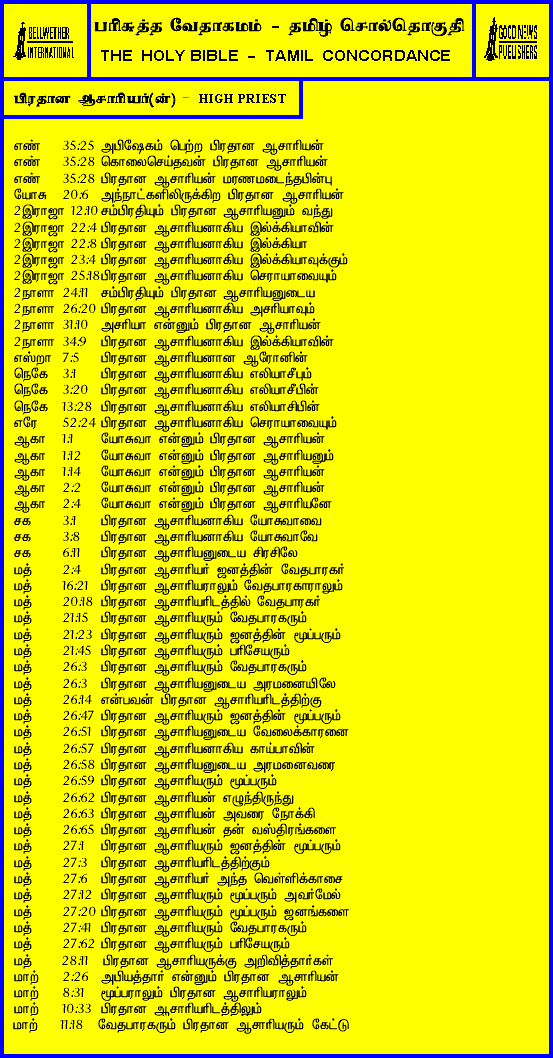 BELLWETHER
INTERNATIONAL
பரிசுத்த வேதாகமம் - தமிழ் சொல்தொகுதி
THE HOLY BIBLE - TAMIL CONCORDANCE
GOOD NEWS
PUBLISHERS
பிரதான ஆசாரியர்(ன்) - HIGH PRIEST
எண் 35:25 அபிஷேகம் பெற்ற பிரதான ஆசாரியன்
எண் 35:28 கொலைசெய்தவன் பிரதான ஆசாரியன்
எண் 35:28 பிரதான ஆசாரியன் மரணமடைந்தபின்பு
யோசு 20:6 அந்நாட்களிலிருக்கிற பிரதான ஆசாரியன்
2இராஜா 12:10 சம்பிரதியும் பிரதான ஆசாரியனும் வந்து
2இராஜா 22:4 பிரதான ஆசாரியனாகிய இல்க்கியாவின்
2இராஜா 22:8 பிரதான ஆசாரியனாகிய இல்க்கியா
2இராஜா 23:4 பிரதான ஆசாரியனாகிய இல்க்கியாவுக்கும்
2இராஜா 25:18 பிரதான ஆசாரியனாகிய செராயாவையும்
2நாளா 24:11 சம்பிரதியும் பிரதான ஆசாரியனுடைய
2நாளா 26:20 பிரதான ஆசாரியனாகிய அசரியாவும்
2நாளா 31:10 அசரியா என்னும் பிரதான ஆசாரியன்
2நாளா 34:9 பிரதான ஆசாரியனாகிய இல்க்கியாவின்
எஸ்றா 7:5 பிரதான ஆசாரியனான ஆரோனின்
நெகே 3:1 பிரதான ஆசாரியனாகிய எலியாசீபும்
நெகே 3:20 பிரதான ஆசாரியனாகிய எலியாசீபின்
நெகே 13:28 பிரதான ஆசாரியனாகிய எலியாசிபின்
எரே 52:24 பிரதான ஆசாரியனாகிய செராயாவையும்
ஆகா 1:1 யோசுவா என்னும் பிரதான ஆசாரியன்
ஆகா 1:12 யோசுவா என்னும் பிரதான ஆசாரியனும்
ஆகா 1:14 யோசுவா என்னும் பிரதான ஆசாரியன்
ஆகா 2:2 யோசுவா என்னும் பிரதான ஆசாரியன்
ஆகா 2:4 யோசுவா என்னும் பிரதான ஆசாரியனே
சக 3:1 பிரதான ஆசாரியனாகிய யோசுவாவை
சக 3:8 பிரதான ஆசாரியனாகிய யோசுவாவே
சக 6:11 பிரதான ஆசாரியனுடைய சிரசிலே
மத் 2:4 பிரதான ஆசாரியர் ஜனத்தின் வேதபாரகர்
மத் 16:21 பிரதான ஆசாரியராலும் வேதபாரகாராலும்
மத் 20:18 பிரதான ஆசாரியரிடத்தில் வேதபாரகர்
மத் 21:15 பிரதான ஆசாரியரும் வேதபாரகரும்
மத் 21:23 பிரதான ஆசாரியரும் ஜனத்தின் மூப்பரும்
மத் 21:45 பிரதான ஆசாரியரும் பரிசேயரும்
மத் 26:3 பிரதான ஆசாரியரும் வேதபாரகரும்
மத் 26:3 பிரதான ஆசாரியனுடைய அரமனையிலே
மத் 26:14 என்பவன் பிரதான ஆசாரியரிடத்திற்கு
மத் 26:47 பிரதான ஆசாரியரும் ஜனத்தின் மூப்பரும்
மத் 26:51 பிரதான ஆசாரியனுடைய வேலைக்காரனை
மத் 26:57 பிரதான ஆசாரியனாகிய காய்பாவின்
மத் 26:58 பிரதான ஆசாரியனுடைய அரமனைவரை
மத் 26:59 பிரதான ஆசாரியரும் மூப்பரும்
மத் 26:62 பிரதான ஆசாரியன் எழுந்திருந்து
மத் 26:63 பிரதான ஆசாரியன் அவரை நோக்கி
மத் 26:65 பிரதான ஆசாரியன் தன் வஸ்திரங்களை
மத் 27:1 பிரதான ஆசாரியரும் ஜனத்தின் மூப்பரும்
மத் 27:3 பிரதான ஆசாரியரிடத்திற்கும்
மத் 27:6 பிரதான ஆசாரியர் அந்த வெள்ளிக்காசை
மத் 27:12 பிரதான ஆசாரியரும் மூப்பரும் அவர்மேல்
மத் 27:20 பிரதான ஆசாரியரும் மூப்பரும் ஜனங்களை
மத் 27:41 பிரதான ஆசாரியரும் வேதபாரகரும்
மத் 27:62 பிரதான ஆசாரியரும் பரிசேயரும்
மத் 28:11 பிரதான ஆசாரியருக்கு அறிவித்தார்கள்
மாற் 2:26 அபியத்தார் என்னும் பிரதான ஆசாரியன்
மாற் 8:31 மூப்பராலும் பிரதான ஆசாரியராலும்
மாற் 10:33 பிரதான ஆசாரியரிடத்திலும்
மாற் 11:18 வேதபாரகரும் பிரதான ஆசாரியரும் கேட்டு